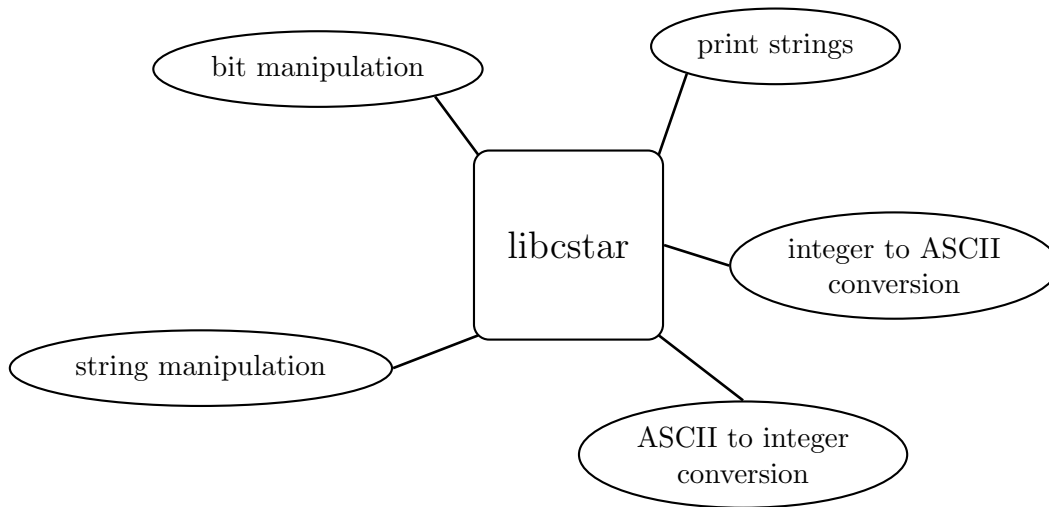 print strings
bit manipulation
libcstar
integer to ASCII
conversion
string manipulation
ASCII to integer
conversion